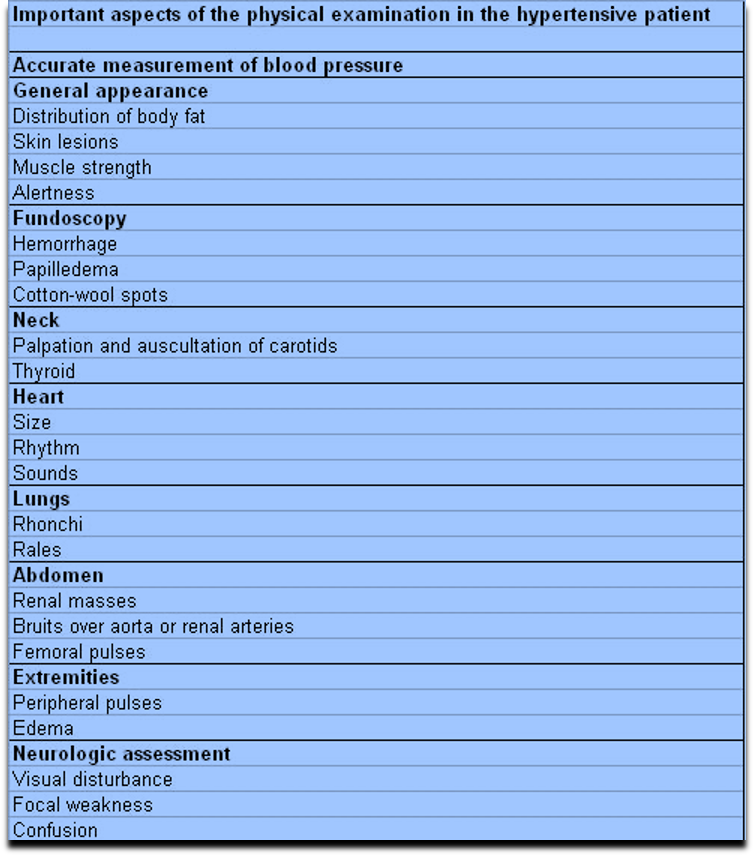 Important aspects of the physical examination in the hypertensive patient
Accurate measurement of blood pressure
General appearance
Distribution of body fat
Skin lesions
Muscle strength
Alertness
Fundoscopy
Hemorrhage
Papilledema
Cotton-wool spots
Neck
Palpation and auscultation of carotids
Thyroid
Heart
Size
Rhythm
Sounds
Lungs
Rhonchi
Rales
Abdomen
Renal masses
Bruits over aorta or renal arteries
Femoral pulses
Extremities
Peripheral pulses
Edema
Neurologic assessment
Visual disturbance
Focal weakness
Confusion